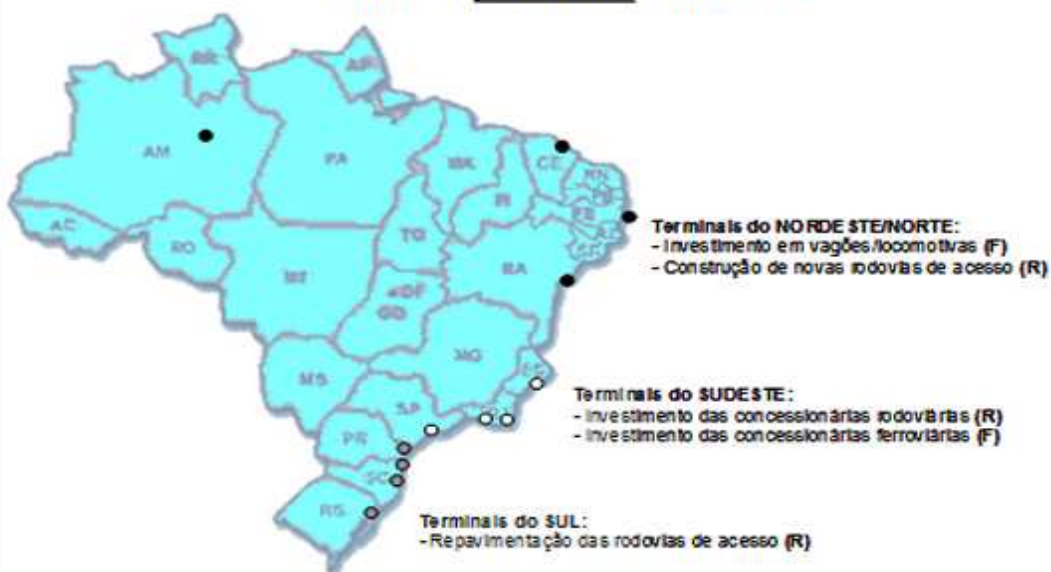 RR
AP
AM
PA
MA
CE
RN
PB
PI
PE
AC
TO
RO
BA
MT
DF
GO
MG
ES
MS
SP
PR
SC
RS
Terminais do NORDESTE/NORTE:
- Investimento em vagões/locomotivas (F)
- Construção de novas rodovias de acesso (R)
Terminais do SUDESTE:
- Investimento das concessionárias rodoviárias (R)
- Investimento das concessionárias ferroviárias (F)
Terminais do SUL:
- Repavimentação das rodovias de acesso (R)